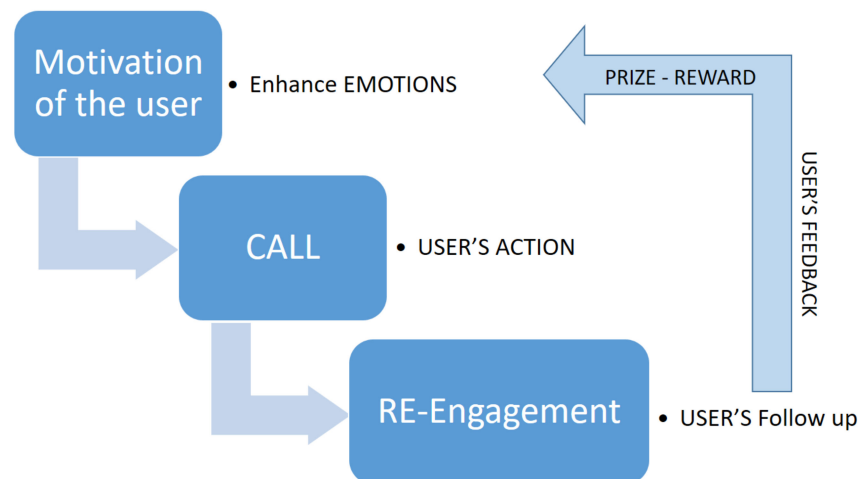 Motivation
of the user
• Enhance EMOTIONS
PRIZE - REWARD
USER'S FEEDBACK
CALL
• USER'S ACTION
RE-Engagement
• USER'S Follow up